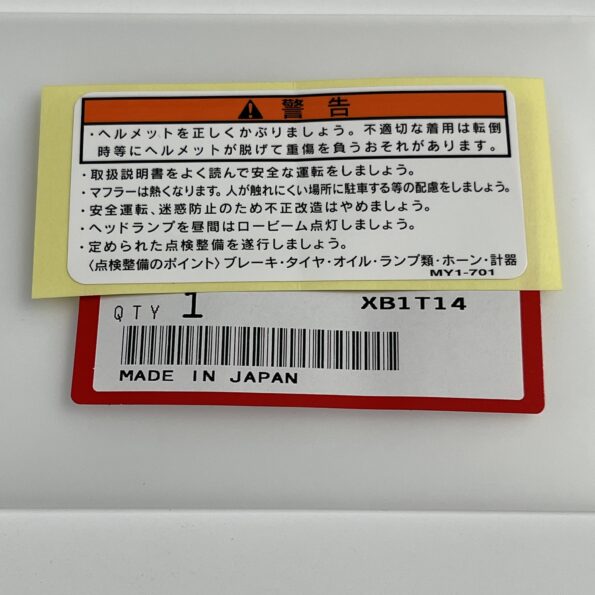 警告
・ヘルメットを正しくかぶりましょう。不適切な着用は転倒
時等にヘルメットが脱げて重傷を負うおそれがあります。
・取扱説明書をよく読んで安全な運転をしましょう。
・マフラーは熱くなります。人が触れにくい場所に駐車する等の配慮をしましょう。
・安全運転、迷惑防止のため不正改造はやめましょう。
・ヘッドランプを昼間はロービーム点灯しましょう。
・定められた点検整備を遂行しましょう。
〈点検整備のポイント〉ブレーキ・タイヤ・オイル・ランプ類・ホーン・計器
MY1-701
QTY 1 XB1T14
MADE IN JAPAN